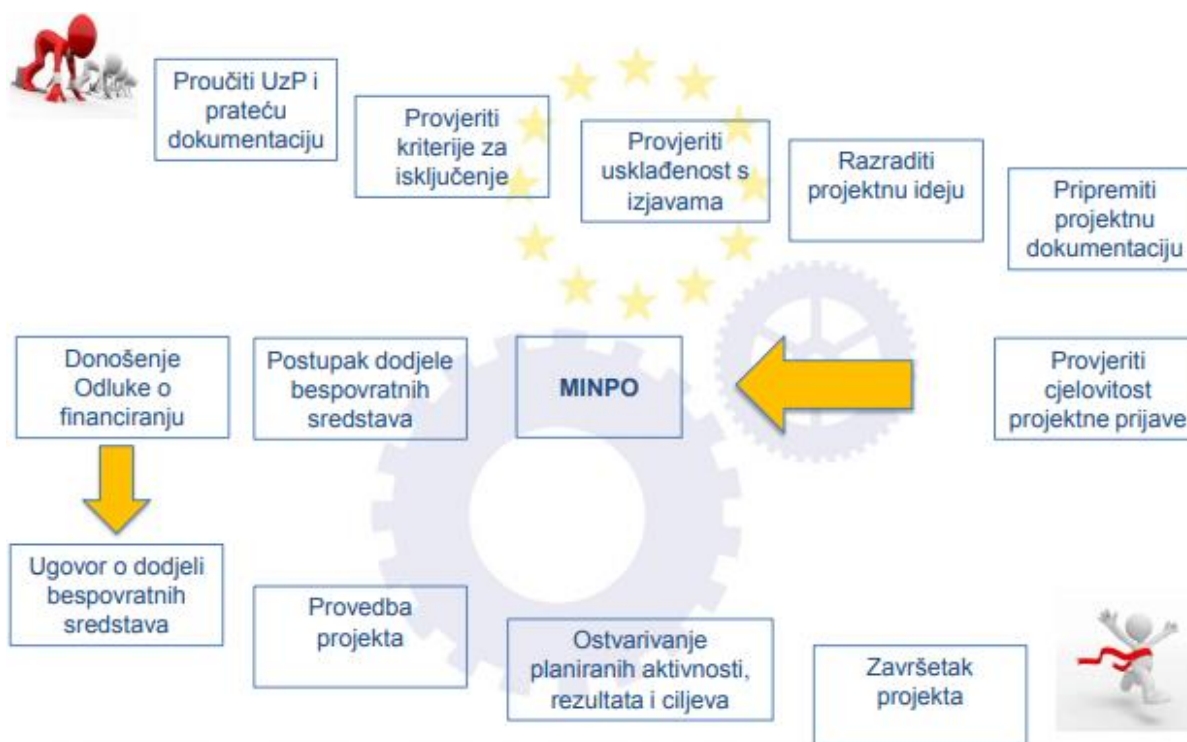 Proučiti UzP i
prateću
dokumentaciju
Provjeriti
kriterije za
isključenje
Provjeriti
usklađenost s
izjavama
Razraditi
projektnu ideju
Pripremiti
projektnu
dokumentaciju
Provjeriti
cjelovitost
projektne prijave
MINPO
Postupak dodjele
bespovratnih
sredstava
Donošenje
Odluke o
financiranju
Ugovor o dodjeli
bespovratnih
sredstava
Provedba
projekta
Ostvarivanje
planiranih aktivnosti,
rezultata i ciljeva
Završetak
projekta